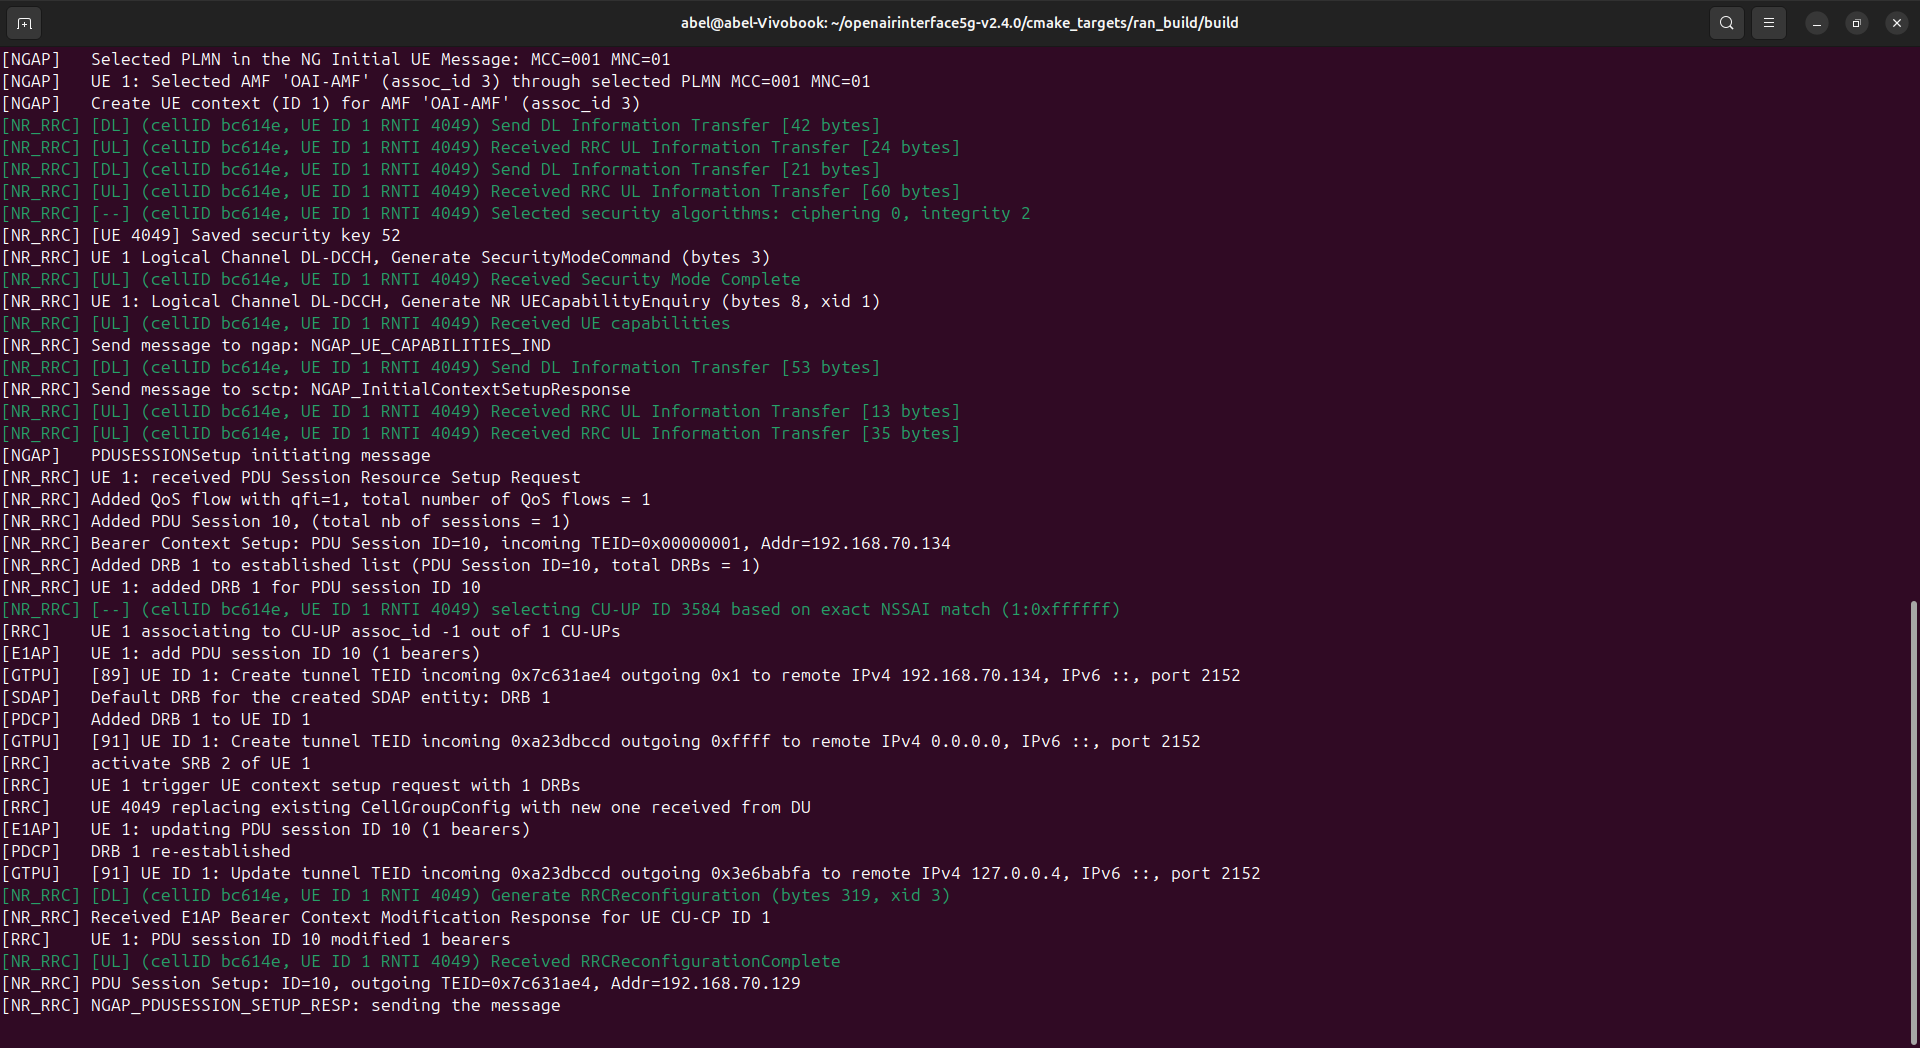 abel@abel-Vivobook: ~/openairinterface5g-v2.4.0/cmake_targets/ran_build/build
[NGAP]   Selected PLMN in the NG Initial UE Message: MCC=001 MNC=01
[NGAP]   UE 1: Selected AMF 'OAI-AMF' (assoc_id 3) through selected PLMN MCC=001 MNC=01
[NGAP]   Create UE context (ID 1) for AMF 'OAI-AMF' (assoc_id 3)
[NR_RRC] [DL] (cellID bc614e, UE ID 1 RNTI 4049) Send DL Information Transfer [42 bytes]
[NR_RRC] [UL] (cellID bc614e, UE ID 1 RNTI 4049) Received RRC UL Information Transfer [24 bytes]
[NR_RRC] [DL] (cellID bc614e, UE ID 1 RNTI 4049) Send DL Information Transfer [21 bytes]
[NR_RRC] [UL] (cellID bc614e, UE ID 1 RNTI 4049) Received RRC UL Information Transfer [60 bytes]
[NR_RRC] [--] (cellID bc614e, UE ID 1 RNTI 4049) Selected security algorithms: ciphering 0, integrity 2
[NR_RRC] [UE 4049] Saved security key 52
[NR_RRC] UE 1 Logical Channel DL-DCCH, Generate SecurityModeCommand (bytes 3)
[NR_RRC] [UL] (cellID bc614e, UE ID 1 RNTI 4049) Received Security Mode Complete
[NR_RRC] UE 1: Logical Channel DL-DCCH, Generate NR UECapabilityEnquiry (bytes 8, xid 1)
[NR_RRC] [UL] (cellID bc614e, UE ID 1 RNTI 4049) Received UE capabilities
[NR_RRC] Send message to ngap: NGAP_UE_CAPABILITIES_IND
[NR_RRC] [DL] (cellID bc614e, UE ID 1 RNTI 4049) Send DL Information Transfer [53 bytes]
[NR_RRC] Send message to sctp: NGAP_InitialContextSetupResponse
[NR_RRC] [UL] (cellID bc614e, UE ID 1 RNTI 4049) Received RRC UL Information Transfer [13 bytes]
[NR_RRC] [UL] (cellID bc614e, UE ID 1 RNTI 4049) Received RRC UL Information Transfer [35 bytes]
[NGAP]   PDUSESSIONSetup initiating message
[NR_RRC] UE 1: received PDU Session Resource Setup Request
[NR_RRC] Added QoS flow with qfi=1, total number of QoS flows = 1
[NR_RRC] Added PDU Session 10, (total nb of sessions = 1)
[NR_RRC] Bearer Context Setup: PDU Session ID=10, incoming TEID=0x00000001, Addr=192.168.70.134
[NR_RRC] Added DRB 1 to established list (PDU Session ID=10, total DRBs = 1)
[NR_RRC] UE 1: added DRB 1 for PDU session ID 10
[NR_RRC] [--] (cellID bc614e, UE ID 1 RNTI 4049) selecting CU-UP ID 3584 based on exact NSSAI match (1:0xffffff)
[RRC]    UE 1 associating to CU-UP assoc_id -1 out of 1 CU-UPs
[E1AP]   UE 1: add PDU session ID 10 (1 bearers)
[GTPU]   [89] UE ID 1: Create tunnel TEID incoming 0x7c631ae4 outgoing 0x1 to remote IPv4 192.168.70.134, IPv6 ::, port 2152
[SDAP]   Default DRB for the created SDAP entity: DRB 1
[PDCP]   Added DRB 1 to UE ID 1
[GTPU]   [91] UE ID 1: Create tunnel TEID incoming 0xa23dbccd outgoing 0xffff to remote IPv4 0.0.0.0, IPv6 ::, port 2152
[RRC]    activate SRB 2 of UE 1
[RRC]    UE 1 trigger UE context setup request with 1 DRBs
[RRC]    UE 4049 replacing existing CellGroupConfig with new one received from DU
[E1AP]   UE 1: updating PDU session ID 10 (1 bearers)
[PDCP]   DRB 1 re-established
[GTPU]   [91] UE ID 1: Update tunnel TEID incoming 0xa23dbccd outgoing 0x3e6babfa to remote IPv4 127.0.0.4, IPv6 ::, port 2152
[NR_RRC] [DL] (cellID bc614e, UE ID 1 RNTI 4049) Generate RRCReconfiguration (bytes 319, xid 3)
[NR_RRC] Received E1AP Bearer Context Modification Response for UE CU-CP ID 1
[RRC]    UE 1: PDU session ID 10 modified 1 bearers
[NR_RRC] [UL] (cellID bc614e, UE ID 1 RNTI 4049) Received RRCReconfigurationComplete
[NR_RRC] PDU Session Setup: ID=10, outgoing TEID=0x7c631ae4, Addr=192.168.70.129
[NR_RRC] NGAP_PDUSESSION_SETUP_RESP: sending the message